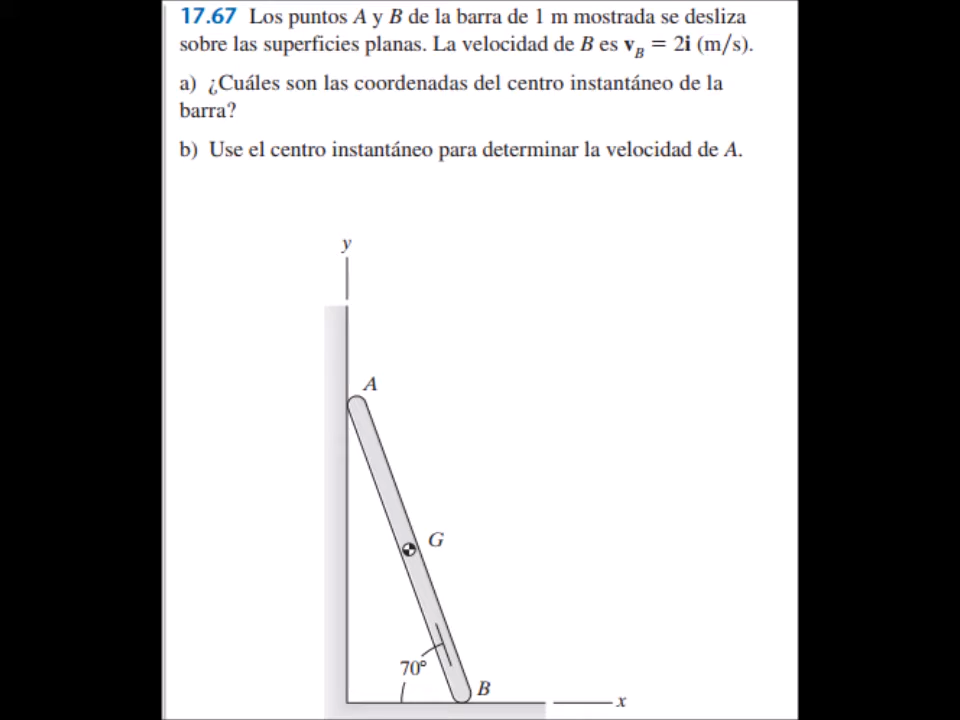 17.67 Los puntos A y B de la barra de 1 m mostrada se desliza
sobre las superficies planas. La velocidad de B es v_B = 2i (m/s).
a) ¿Cuáles son las coordenadas del centro instantáneo de la
barra?
b) Use el centro instantáneo para determinar la velocidad de A.
y
A
G
70°
B
x